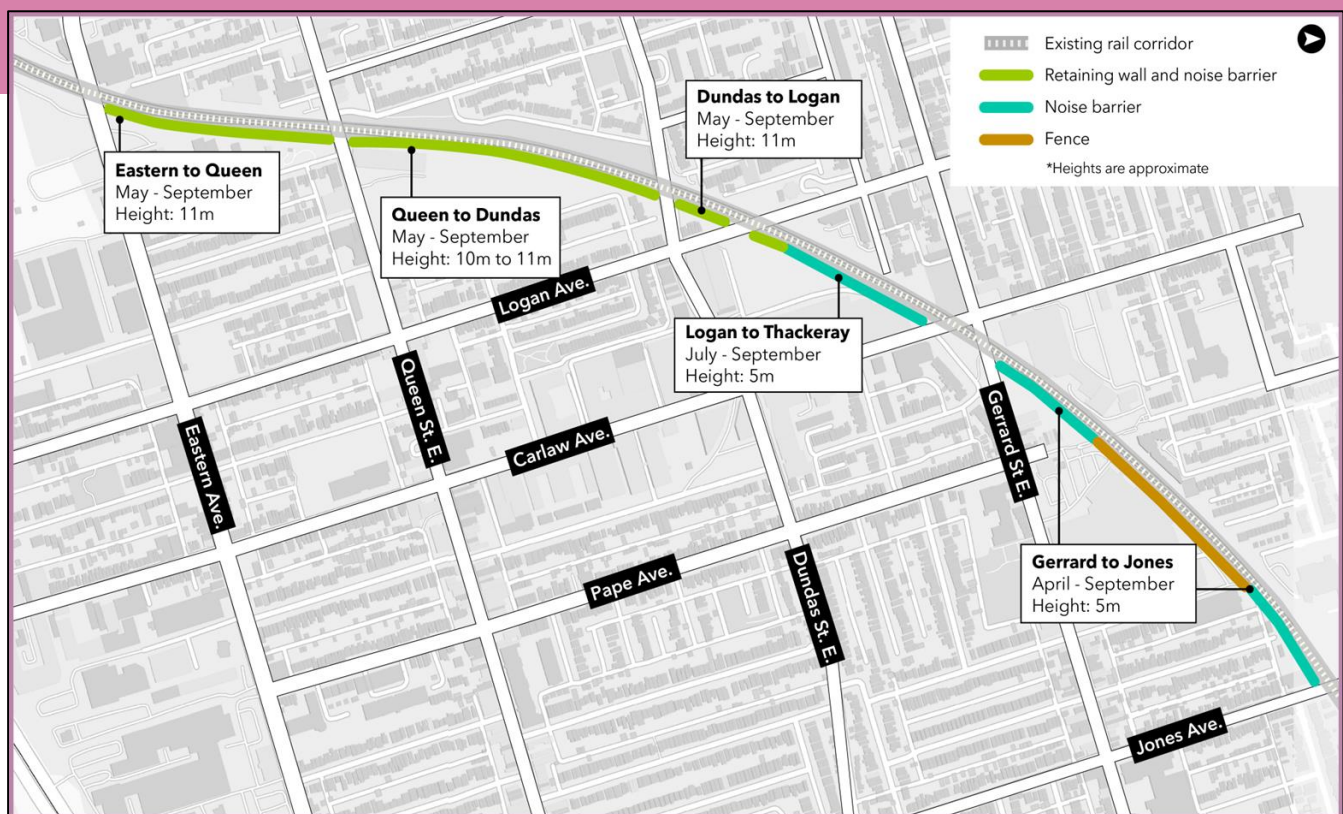 Existing rail corridor
Retaining wall and noise barrier
Noise barrier
Fence
*Heights are approximate
Eastern to Queen
May - September
Height: 11m
Queen to Dundas
May - September
Height: 10m to 11m
Dundas to Logan
May - September
Height: 11m
Logan to Thackeray
July - September
Height: 5m
Gerrard to Jones
April - September
Height: 5m
Logan Ave.
Queen St. E.
Eastern Ave.
Carlaw Ave.
Gerrard St E.
Pape Ave.
Dundas St. E.
Jones Ave.